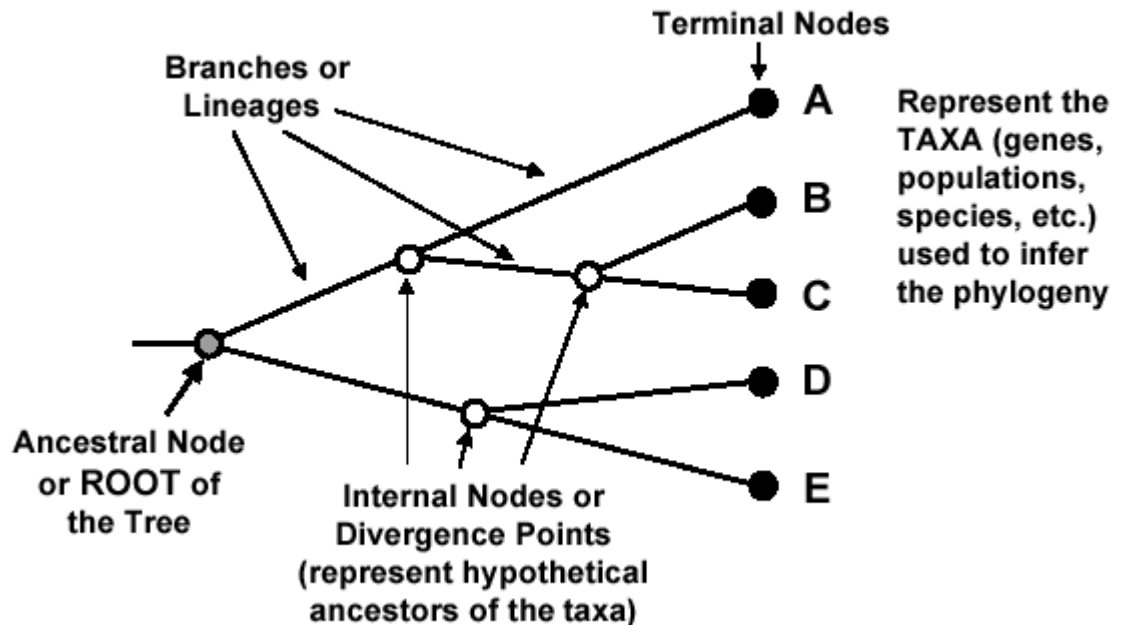 Terminal Nodes
Branches or
Lineages
A
B
C
D
E
Represent the
TAXA (genes,
populations,
species, etc.)
used to infer
the phylogeny
Ancestral Node
or ROOT of
the Tree
Internal Nodes or
Divergence Points
(represent hypothetical
ancestors of the taxa)